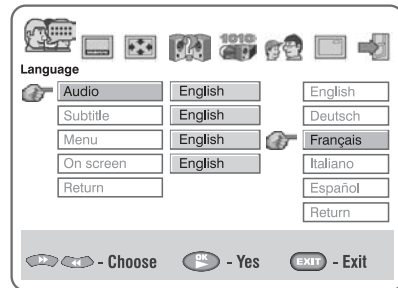 1010
Language
Audio English English
Subtitle English Deutsch
Menu English Français
On screen English Italiano
Return Español
Return
- Choose OK - Yes EXIT - Exit